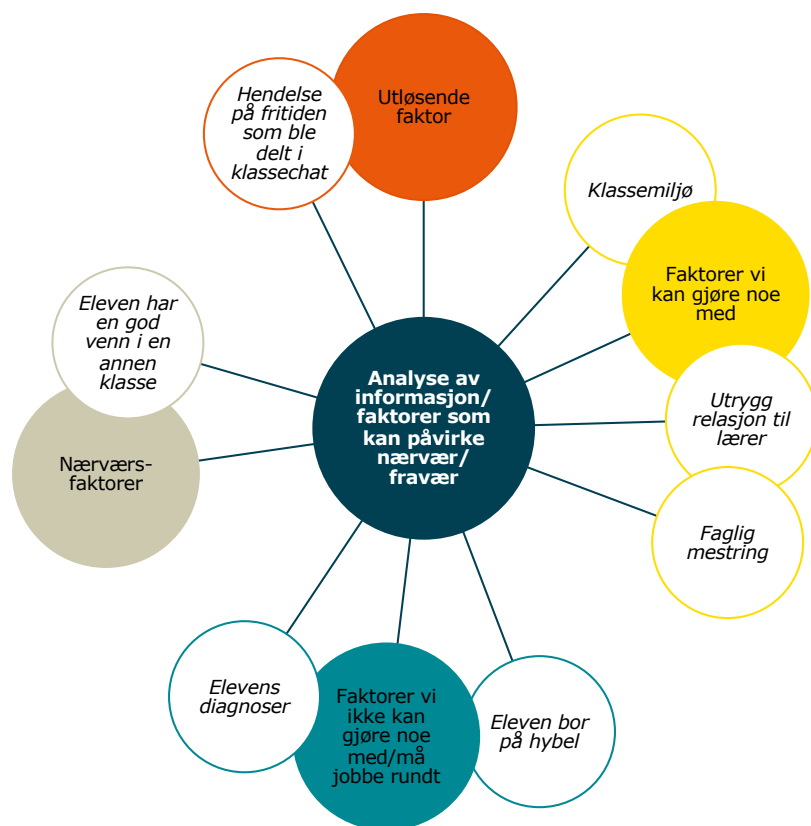 Hendelse
på fritiden
som ble
delt i
klassechat
Utløsende
faktor
Klassemiljø
Faktorer vi
kan gjøre noe
med
Utrygg
relasjon til
lærer
Faglig
mestring
Analyse av
informasjon/
faktorer som
kan påvirke
nærvær/
fravær
Eleven har
en god
venn i en
annen
klasse
Nærværs-
faktorer
Elevens
diagnoser
Faktorer vi
ikke kan
gjøre noe
med/må
jobbe rundt
Eleven bor
på hybel